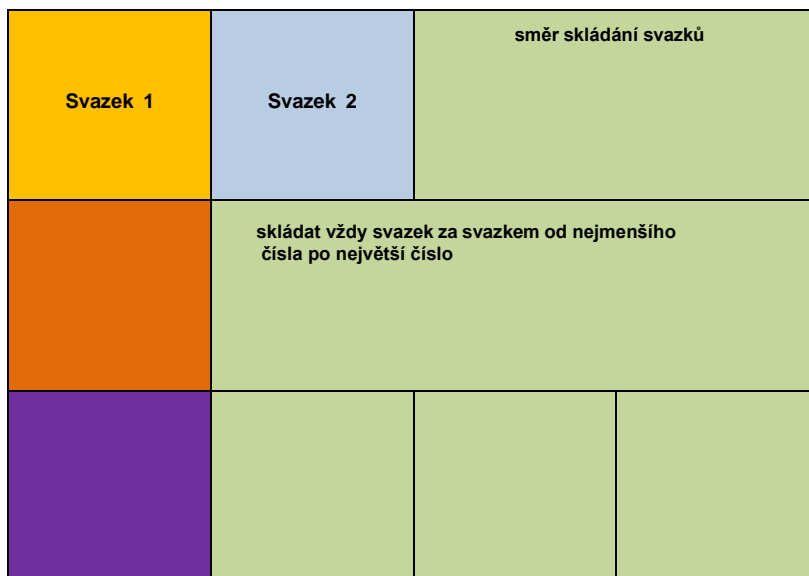 směr skládání svazků
Svazek 1
Svazek 2
skládat vždy svazek za svazkem od nejmenšího
čísla po největší číslo